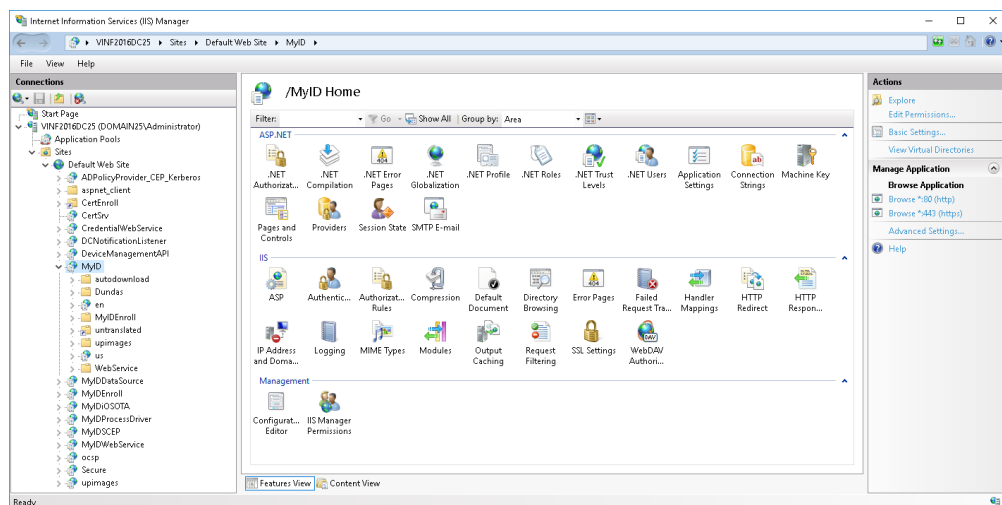 Internet Information Services (IIS) Manager
VINF2016DC25 Sites Default Web Site MyID
File View Help
Connections
Start Page
VINF2016DC25 (DOMAIN25\Administrator)
Application Pools
Sites
Default Web Site
ADPolicyProvider_CEP_Kerberos
aspnet_client
CertEnroll
CertSrv
CredentialWebService
DCNotificationListener
DeviceManagementAPI
MyID
autodownload
Dundas
en
MyIDEnroll
untranslated
upimages
us
WebService
MyIDDataSource
MyIDEnroll
MyIDiOSOTA
MyIDProcessDriver
MyIDSCEP
MyIDWebService
ocsp
Secure
upimages
/MyID Home
Filter: Go Show All Group by: Area
ASP.NET
.NET Authorizat...
.NET Compilation
.NET Error Pages
.NET Globalization
.NET Profile
.NET Roles
.NET Trust Levels
.NET Users
Application Settings
Connection Strings
Machine Key
Pages and Controls
Providers
Session State
SMTP E-mail
IIS
ASP
Authentic...
Authorizat... Rules
Compression
Default Document
Directory Browsing
Error Pages
Failed Request Tra...
Handler Mappings
HTTP Redirect
HTTP Respon...
IP Address and Doma...
Logging
MIME Types
Modules
Output Caching
Request Filtering
SSL Settings
WebDAV Authori...
Management
Configurat... Editor
IIS Manager Permissions
Features View Content View
Actions
Explore
Edit Permissions...
Basic Settings...
View Virtual Directories
Manage Application
Browse Application
Browse *:80 (http)
Browse *:443 (https)
Advanced Settings...
Help
Ready